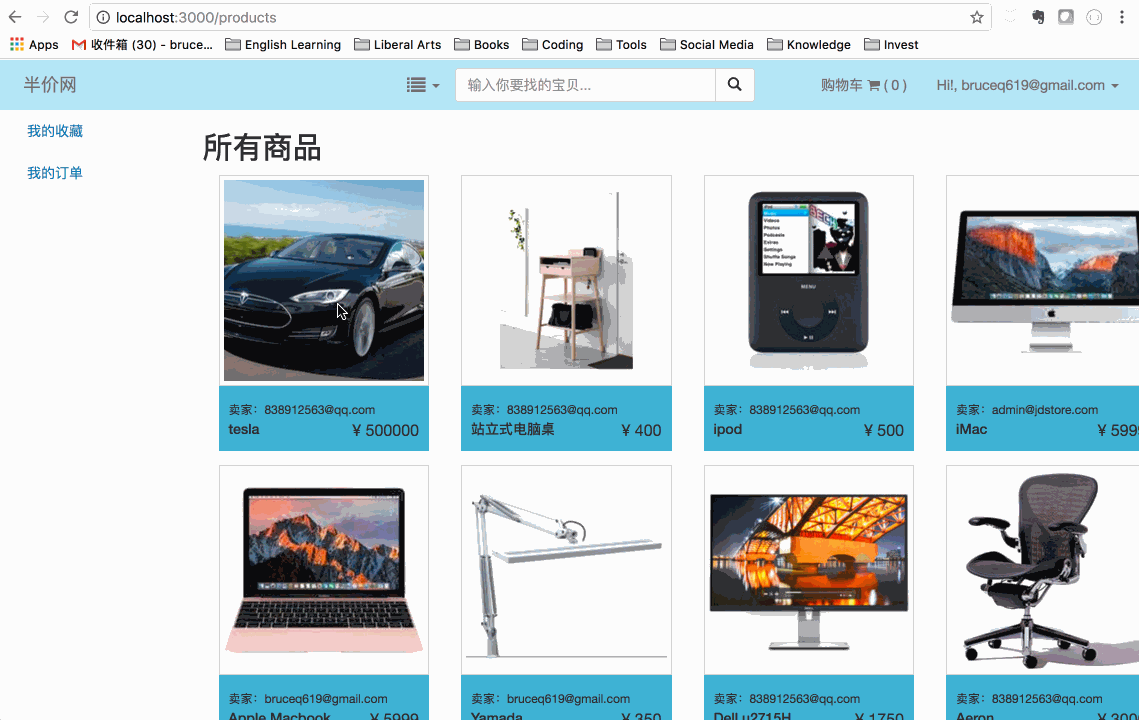 localhost:3000/products
Apps 收件箱 (30) - bruce... English Learning Liberal Arts Books Coding Tools Social Media Knowledge Invest
半价网 输入你要找的宝贝... 购物车 ( 0 ) Hi!, bruceq619@gmail.com
我的收藏
我的订单
所有商品
MENU
卖家：838912563@qq.com 卖家：838912563@qq.com 卖家：838912563@qq.com 卖家：admin@jdstore.com
tesla ¥ 500000 站立式电脑桌 ¥ 400 ipod ¥ 500 iMac ¥ 599
卖家：bruceq619@gmail.com 卖家：bruceq619@gmail.com 卖家：838912563@qq.com 卖家：838912563@qq.com
Apple Macbook ¥ 5999 Yamada ¥ 350 Dell u2715H ¥ 1750 Aeron ¥ 390